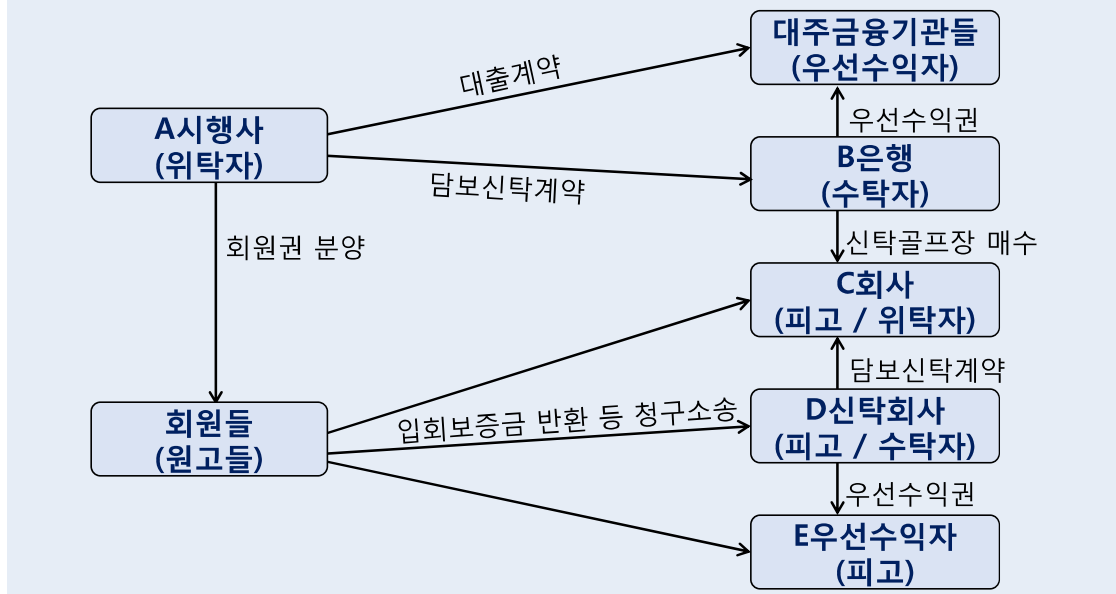 대주금융기관들
(우선수익자)
대출계약
A시행사
(위탁자)
우선수익권
B은행
(수탁자)
담보신탁계약
회원권 분양
신탁골프장 매수
C회사
(피고 / 위탁자)
담보신탁계약
회원들
(원고들)
입회보증금 반환 등 청구소송
D신탁회사
(피고 / 수탁자)
우선수익권
E우선수익자
(피고)